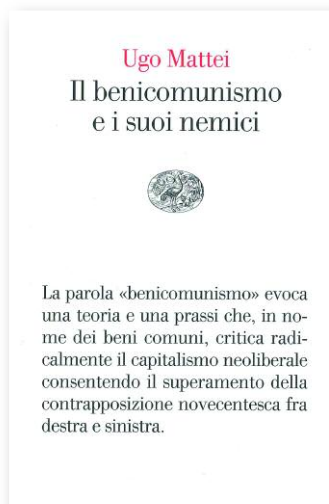 Ugo Mattei
Il benicomunismo
e i suoi nemici
La parola «benicomunismo» evoca
una teoria e una prassi che, in no-
me dei beni comuni, critica radi-
calmente il capitalismo neoliberale
consentendo il superamento della
contrapposizione novecentesca fra
destra e sinistra.